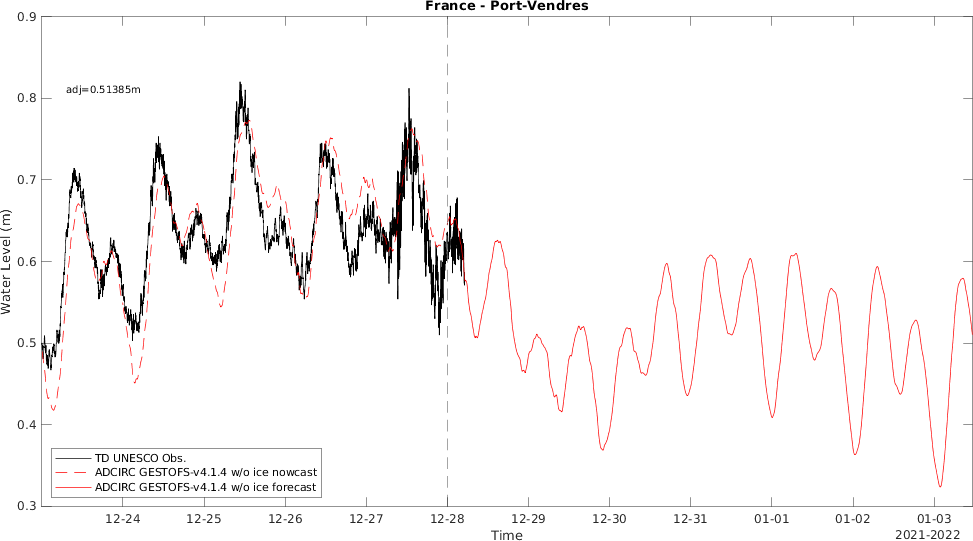 France - Port-Vendres
0.9
0.8
0.7
0.6
0.5
0.4
0.3
Water Level (m)
adj=0.51385m
TD UNESCO Obs.
ADCIRC GESTOFS-v4.1.4 w/o ice nowcast
ADCIRC GESTOFS-v4.1.4 w/o ice forecast
12-24 12-25 12-26 12-27 12-28 12-29 12-30 12-31 01-01 01-02 01-03
2021-2022
Time